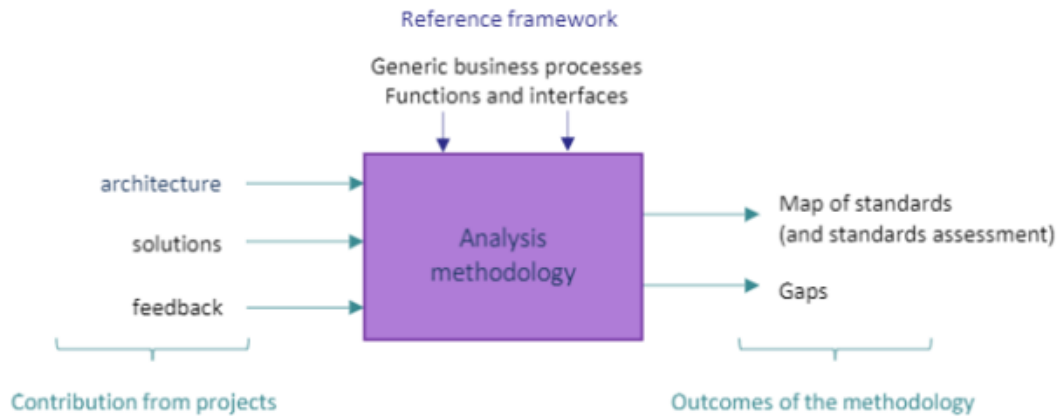 Reference framework
Generic business processes
Functions and interfaces
architecture
solutions
feedback
Analysis
methodology
Map of standards
(and standards assessment)
Gaps
Contribution from projects
Outcomes of the methodology